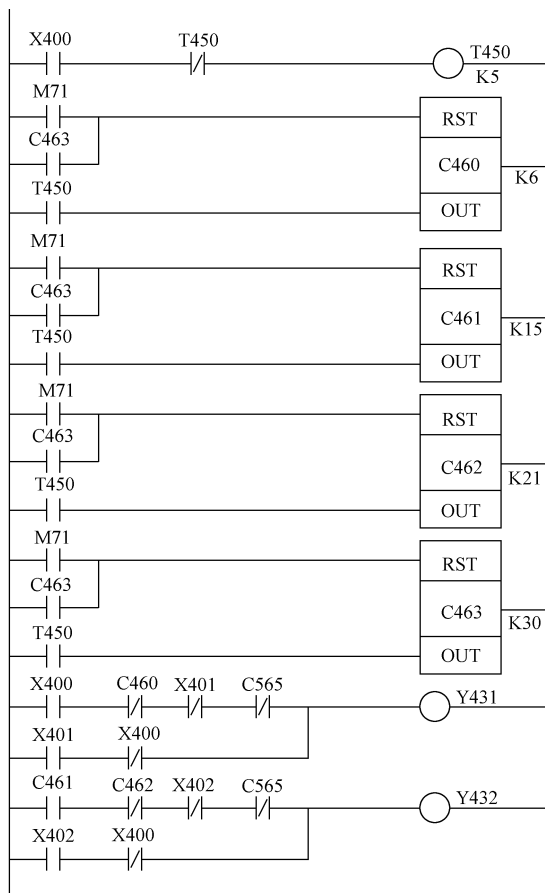 X400 T450 T450
K5
M71
RST
C463
C460
K6
T450
OUT
M71
RST
C463
C461
K15
T450
OUT
M71
RST
C463
C462
K21
T450
OUT
M71
RST
C463
C463
K30
T450
OUT
X400 C460 X401 C565 Y431
X401 X400
C461 C462 X402 C565 Y432
X402 X400